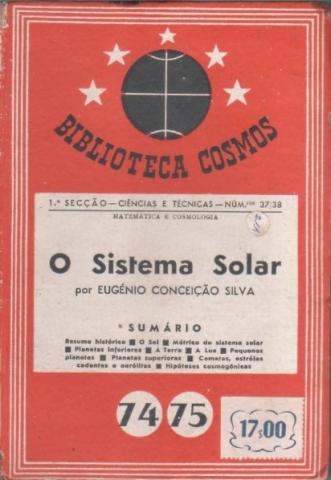 BIBLIOTECA COSMOS
1.ª SECÇÃO — CIÊNCIAS E TÉCNICAS — NÚM.ros 37/38
MATEMÁTICA E COSMOLOGIA
O Sistema Solar
por EUGÉNIO CONCEIÇÃO SILVA
SUMÁRIO
Resumo histórico ■ O Sol ■ Métrica do sistema solar
■ Planetas inferiores ■ A Terra ■ A Lua ■ Pequenos
planetas ■ Planetas superiores ■ Cometas, estrêlas
cadentes e aerólitos ■ Hipóteses cosmogónicas
74 75
17$00